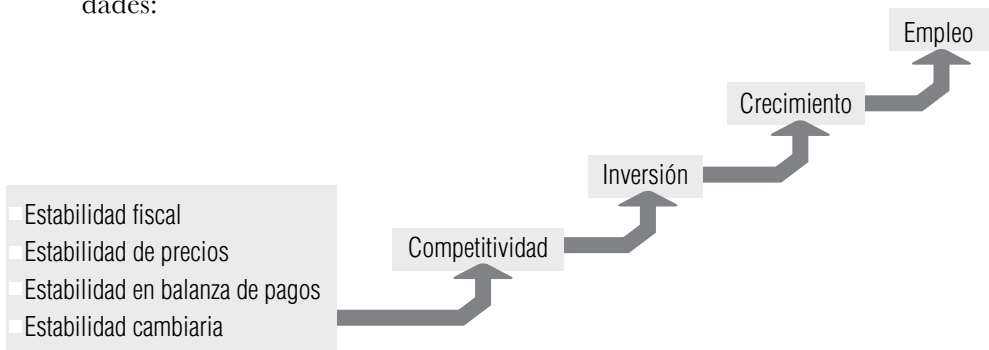 dades:
Empleo
Crecimiento
Inversión
Competitividad
Estabilidad fiscal
Estabilidad de precios
Estabilidad en balanza de pagos
Estabilidad cambiaria